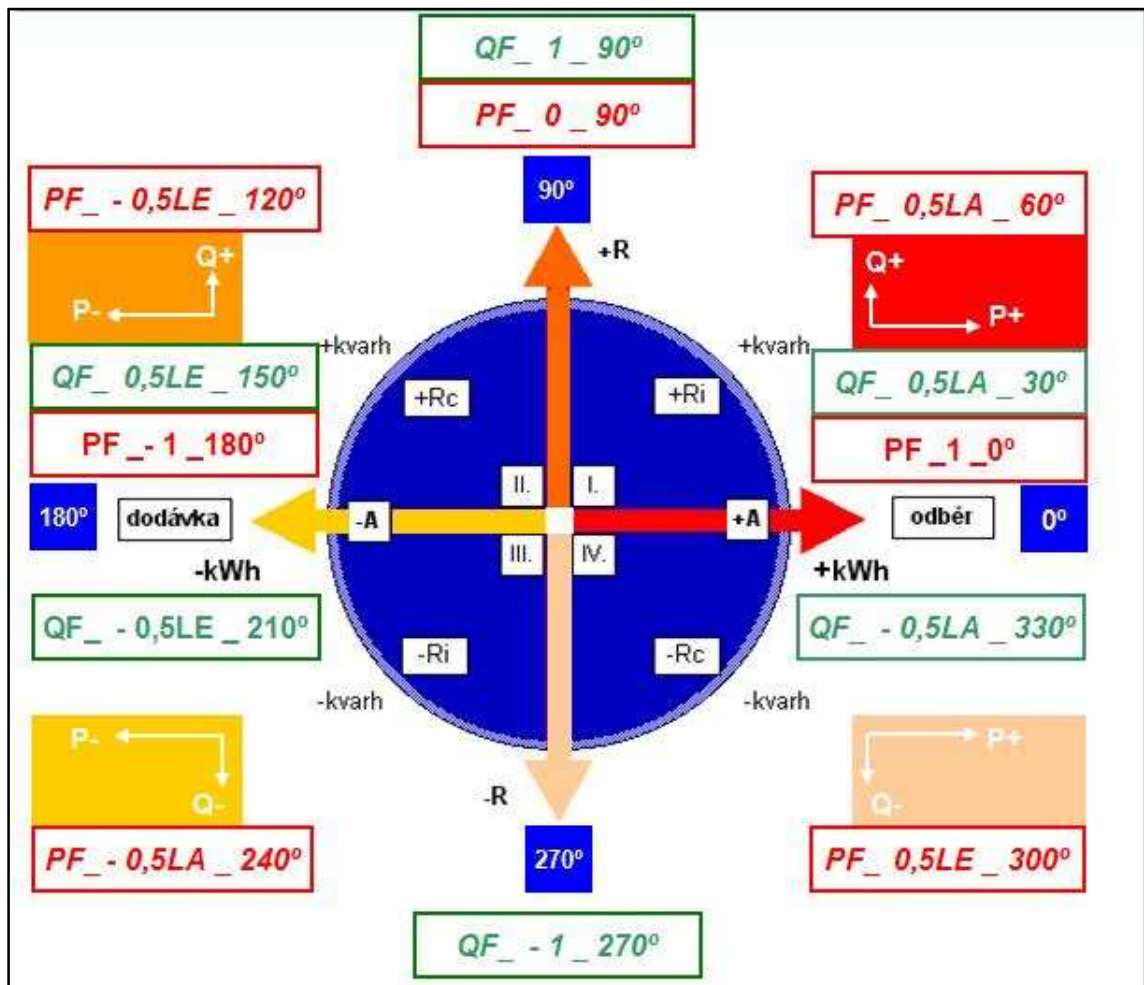 QF_ 1 _ 90º
PF_ 0 _ 90º
90º
+R
PF_ - 0,5LE _ 120º
PF_ 0,5LA _ 60º
Q+
P-
Q+
P+
+kvarh
+kvarh
QF_ 0,5LE _ 150º
QF_ 0,5LA _ 30º
+Rc
+Ri
PF _- 1 _180º
PF _1 _0º
II.
I.
180º
dodávka
-A
+A
odběr
0º
III.
IV.
-kWh
+kWh
QF_ - 0,5LE _ 210º
QF_ - 0,5LA _ 330º
-Ri
-Rc
-kvarh
-kvarh
P-
Q-
P+
Q-
-R
PF_ - 0,5LA _ 240º
270º
PF_ 0,5LE _ 300º
QF_ - 1 _ 270º